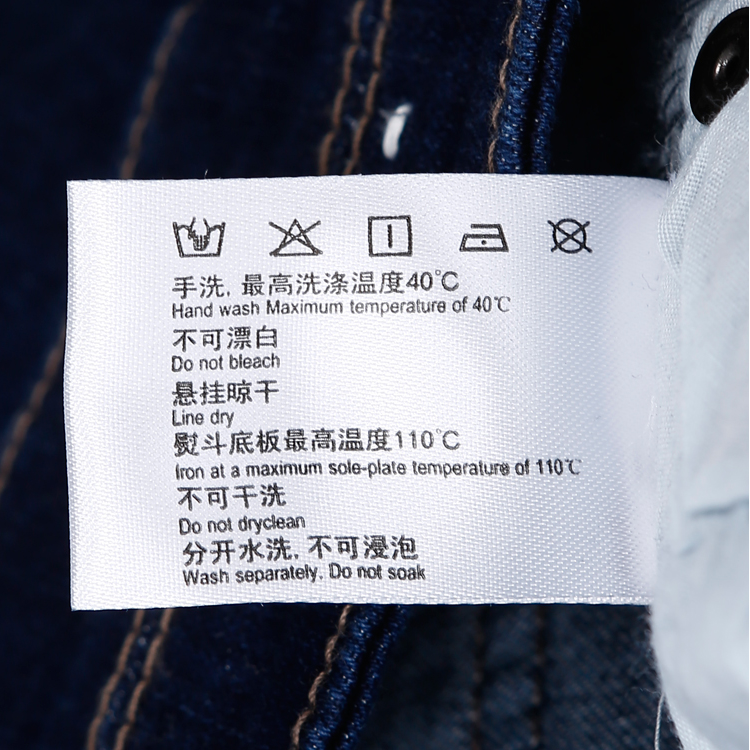 手洗, 最高洗涤温度40℃
Hand wash Maximum temperature of 40℃
不可漂白
Do not bleach
悬挂晾干
Line dry
熨斗底板最高温度110℃
Iron at a maximum sole-plate temperature of 110℃
不可干洗
Do not dryclean
分开水洗, 不可浸泡
Wash separately, Do not soak